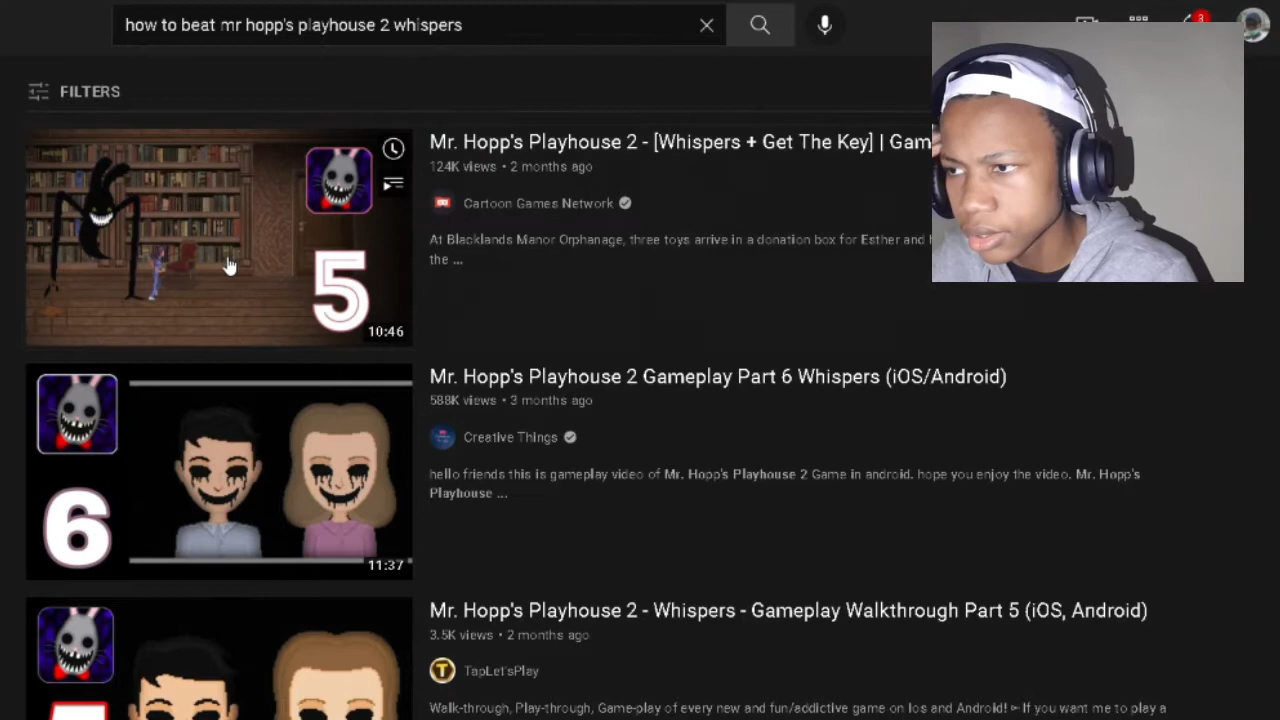 how to beat mr hopp's playhouse 2 whispers
3
FILTERS
Mr. Hopp's Playhouse 2 - [Whispers + Get The Key] | Gam
124K views • 2 months ago
Cartoon Games Network
At Blacklands Manor Orphanage, three toys arrive in a donation box for Esther and h
the ...
5
10:46
Mr. Hopp's Playhouse 2 Gameplay Part 6 Whispers (iOS/Android)
588K views • 3 months ago
Creative Things
hello friends this is gameplay video of Mr. Hopp's Playhouse 2 Game in android. hope you enjoy the video. Mr. Hopp's
Playhouse ...
6
11:37
Mr. Hopp's Playhouse 2 - Whispers - Gameplay Walkthrough Part 5 (iOS, Android)
3.5K views • 2 months ago
T
TapLet'sPlay
Walk-through, Play-through, Game-play of every new and fun/addictive game on Ios and Android! ► If you want me to play a